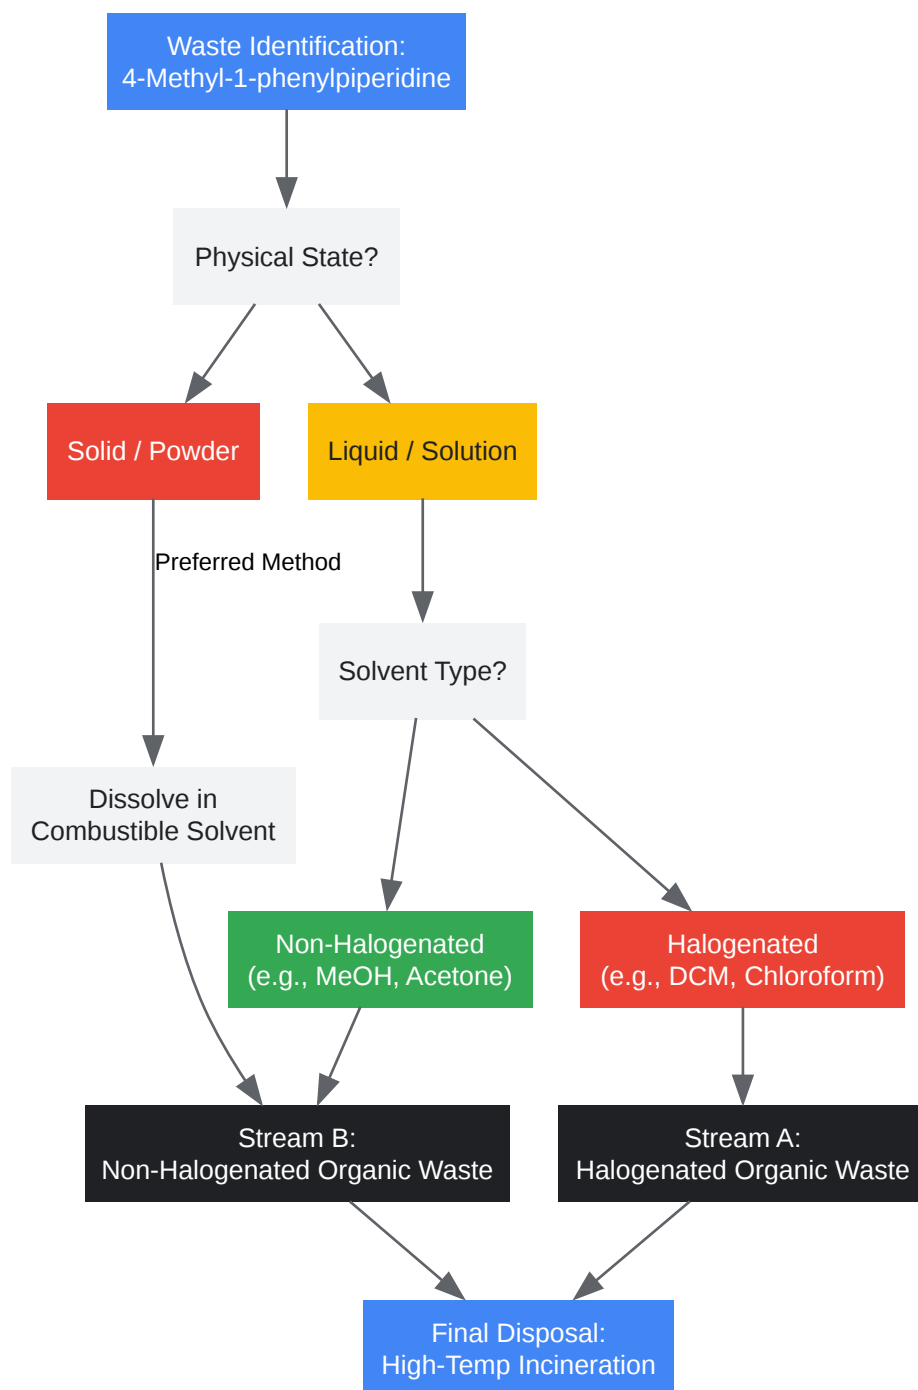 Waste Identification:
4-Methyl-1-phenylpiperidine
Physical State?
Solid / Powder
Liquid / Solution
Preferred Method
Solvent Type?
Dissolve in
Combustible Solvent
Non-Halogenated
(e.g., MeOH, Acetone)
Halogenated
(e.g., DCM, Chloroform)
Stream B:
Non-Halogenated Organic Waste
Stream A:
Halogenated Organic Waste
Final Disposal:
High-Temp Incineration